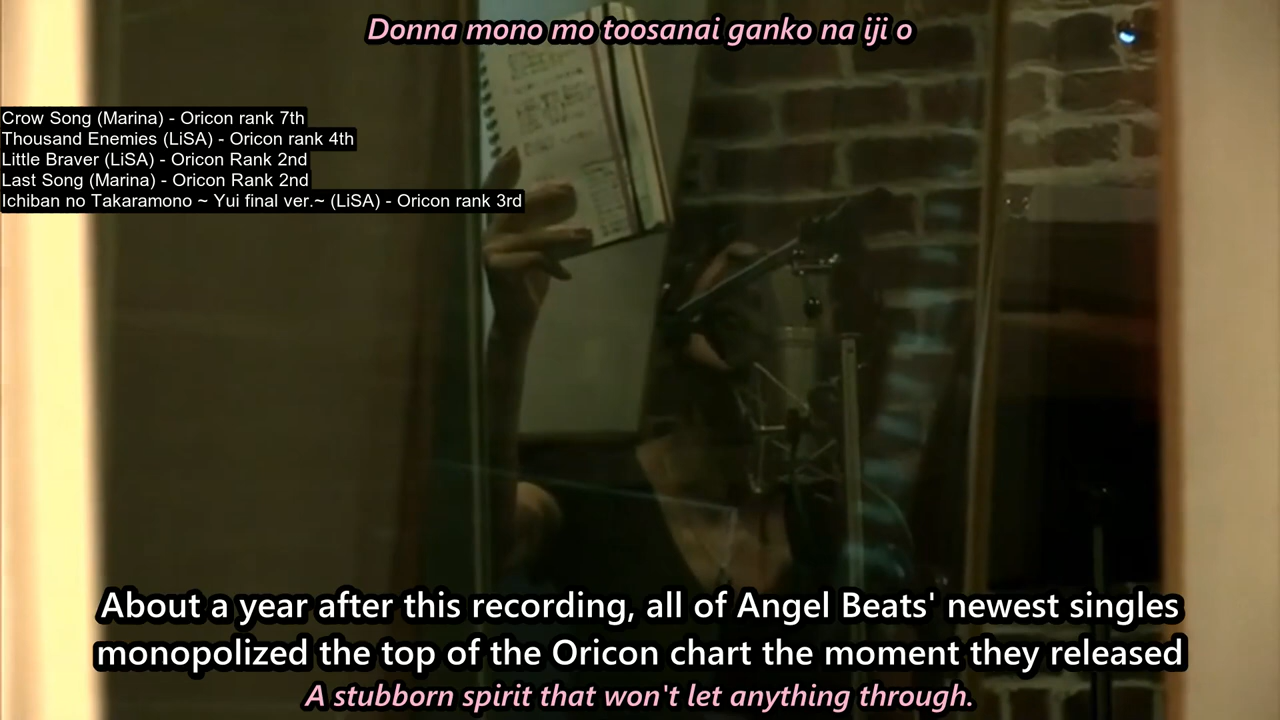 Donna mono mo toosanai ganko na iji o
Crow Song (Marina) - Oricon rank 7th
Thousand Enemies (LiSA) - Oricon rank 4th
Little Braver (LiSA) - Oricon Rank 2nd
Last Song (Marina) - Oricon Rank 2nd
Ichiban no Takaramono ~ Yui final ver.~ (LiSA) - Oricon rank 3rd
About a year after this recording, all of Angel Beats' newest singles
monopolized the top of the Oricon chart the moment they released
A stubborn spirit that won't let anything through.